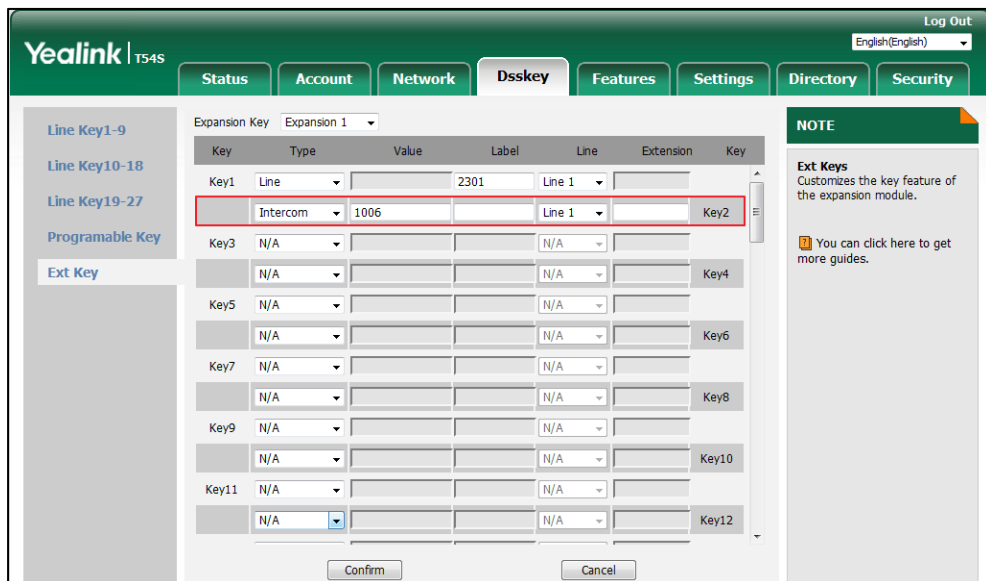 Log Out
Yealink T54S
English(English)
Status Account Network Dsskey Features Settings Directory Security
Line Key1-9
Line Key10-18
Line Key19-27
Programable Key
Ext Key
Expansion Key Expansion 1
Key Type Value Label Line Extension Key
Key1 Line 2301 Line 1
Intercom 1006 Line 1 Key2
Key3 N/A N/A
N/A N/A Key4
Key5 N/A N/A
N/A N/A Key6
Key7 N/A N/A
N/A N/A Key8
Key9 N/A N/A
N/A N/A Key10
Key11 N/A N/A
N/A N/A Key12
Confirm Cancel
NOTE
Ext Keys
Customizes the key feature of
the expansion module.
You can click here to get
more guides.